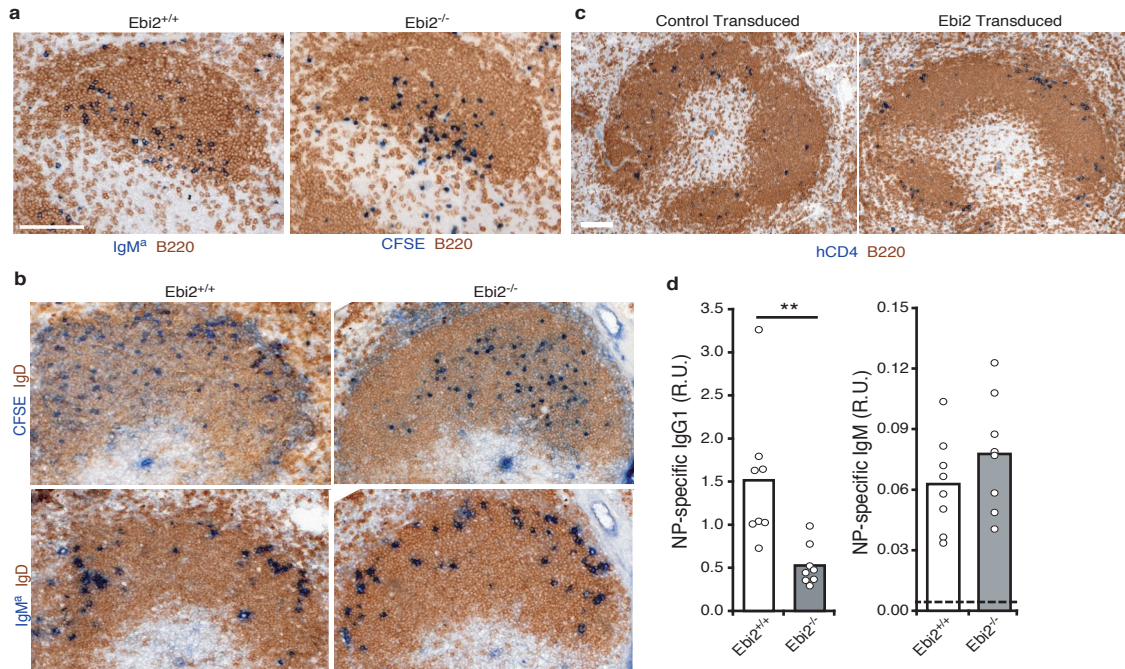 a
Ebi2+/+ Ebi2-/-
IgMa B220 CFSE B220
c
Control Transduced Ebi2 Transduced
hCD4 B220
b
Ebi2+/+ Ebi2-/-
CFSE IgD
IgMa IgD
d
NP-specific IgG1 (R.U.)
3.5
3.0
2.5
2.0
1.5
1.0
0.5
0.0
**
Ebi2+/+ Ebi2-/-
NP-specific IgM (R.U.)
0.15
0.12
0.09
0.06
0.03
0.00
Ebi2+/+ Ebi2-/-